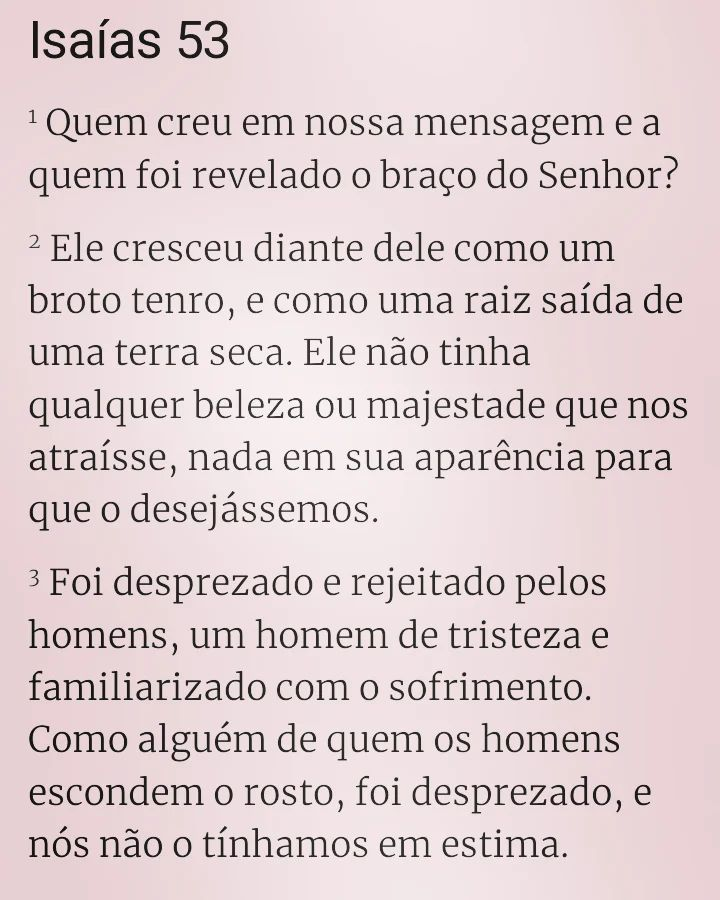 Isaías 53
¹ Quem creu em nossa mensagem e a
quem foi revelado o braço do Senhor?
² Ele cresceu diante dele como um
broto tenro, e como uma raiz saída de
uma terra seca. Ele não tinha
qualquer beleza ou majestade que nos
atraísse, nada em sua aparência para
que o desejássemos.
³ Foi desprezado e rejeitado pelos
homens, um homem de tristeza e
familiarizado com o sofrimento.
Como alguém de quem os homens
escondem o rosto, foi desprezado, e
nós não o tínhamos em estima.